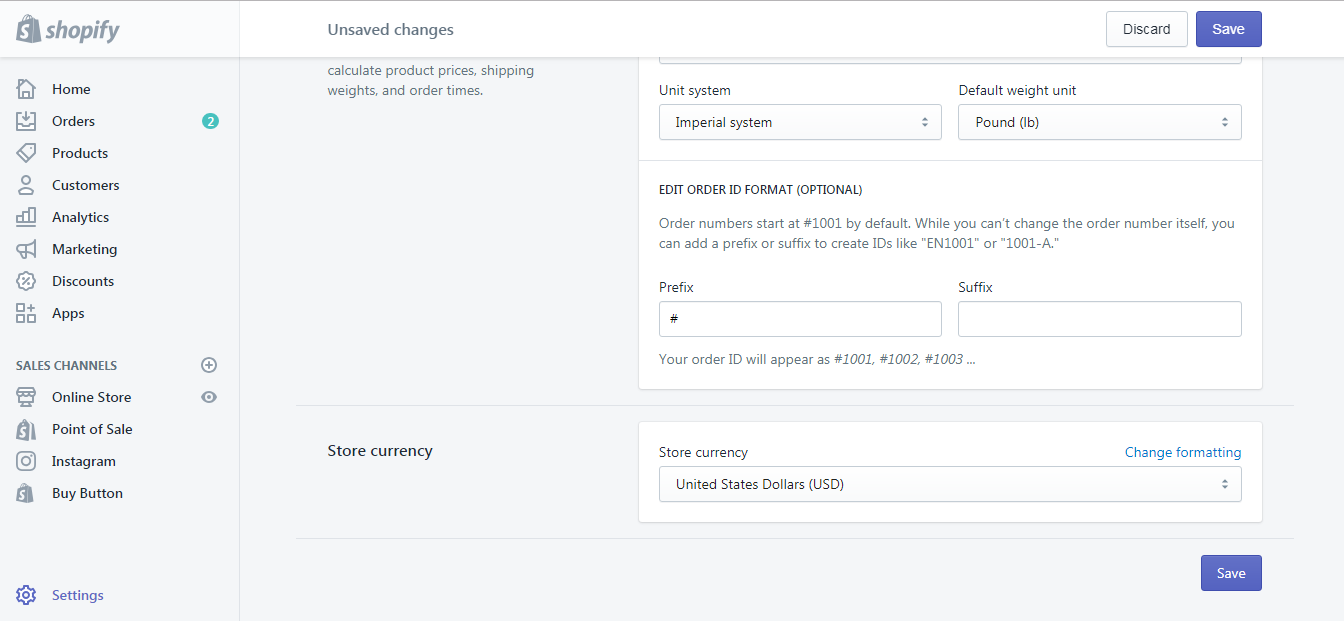 shopify
Unsaved changes
Discard
Save
Home
Orders
2
Products
Customers
Analytics
Marketing
Discounts
Apps
SALES CHANNELS
Online Store
Point of Sale
Instagram
Buy Button
Settings
calculate product prices, shipping
weights, and order times.
Unit system
Default weight unit
Imperial system
Pound (lb)
EDIT ORDER ID FORMAT (OPTIONAL)
Order numbers start at #1001 by default. While you can't change the order number itself, you
can add a prefix or suffix to create IDs like "EN1001" or "1001-A."
Prefix
Suffix
#
Your order ID will appear as #1001, #1002, #1003 ...
Store currency
Store currency
Change formatting
United States Dollars (USD)
Save